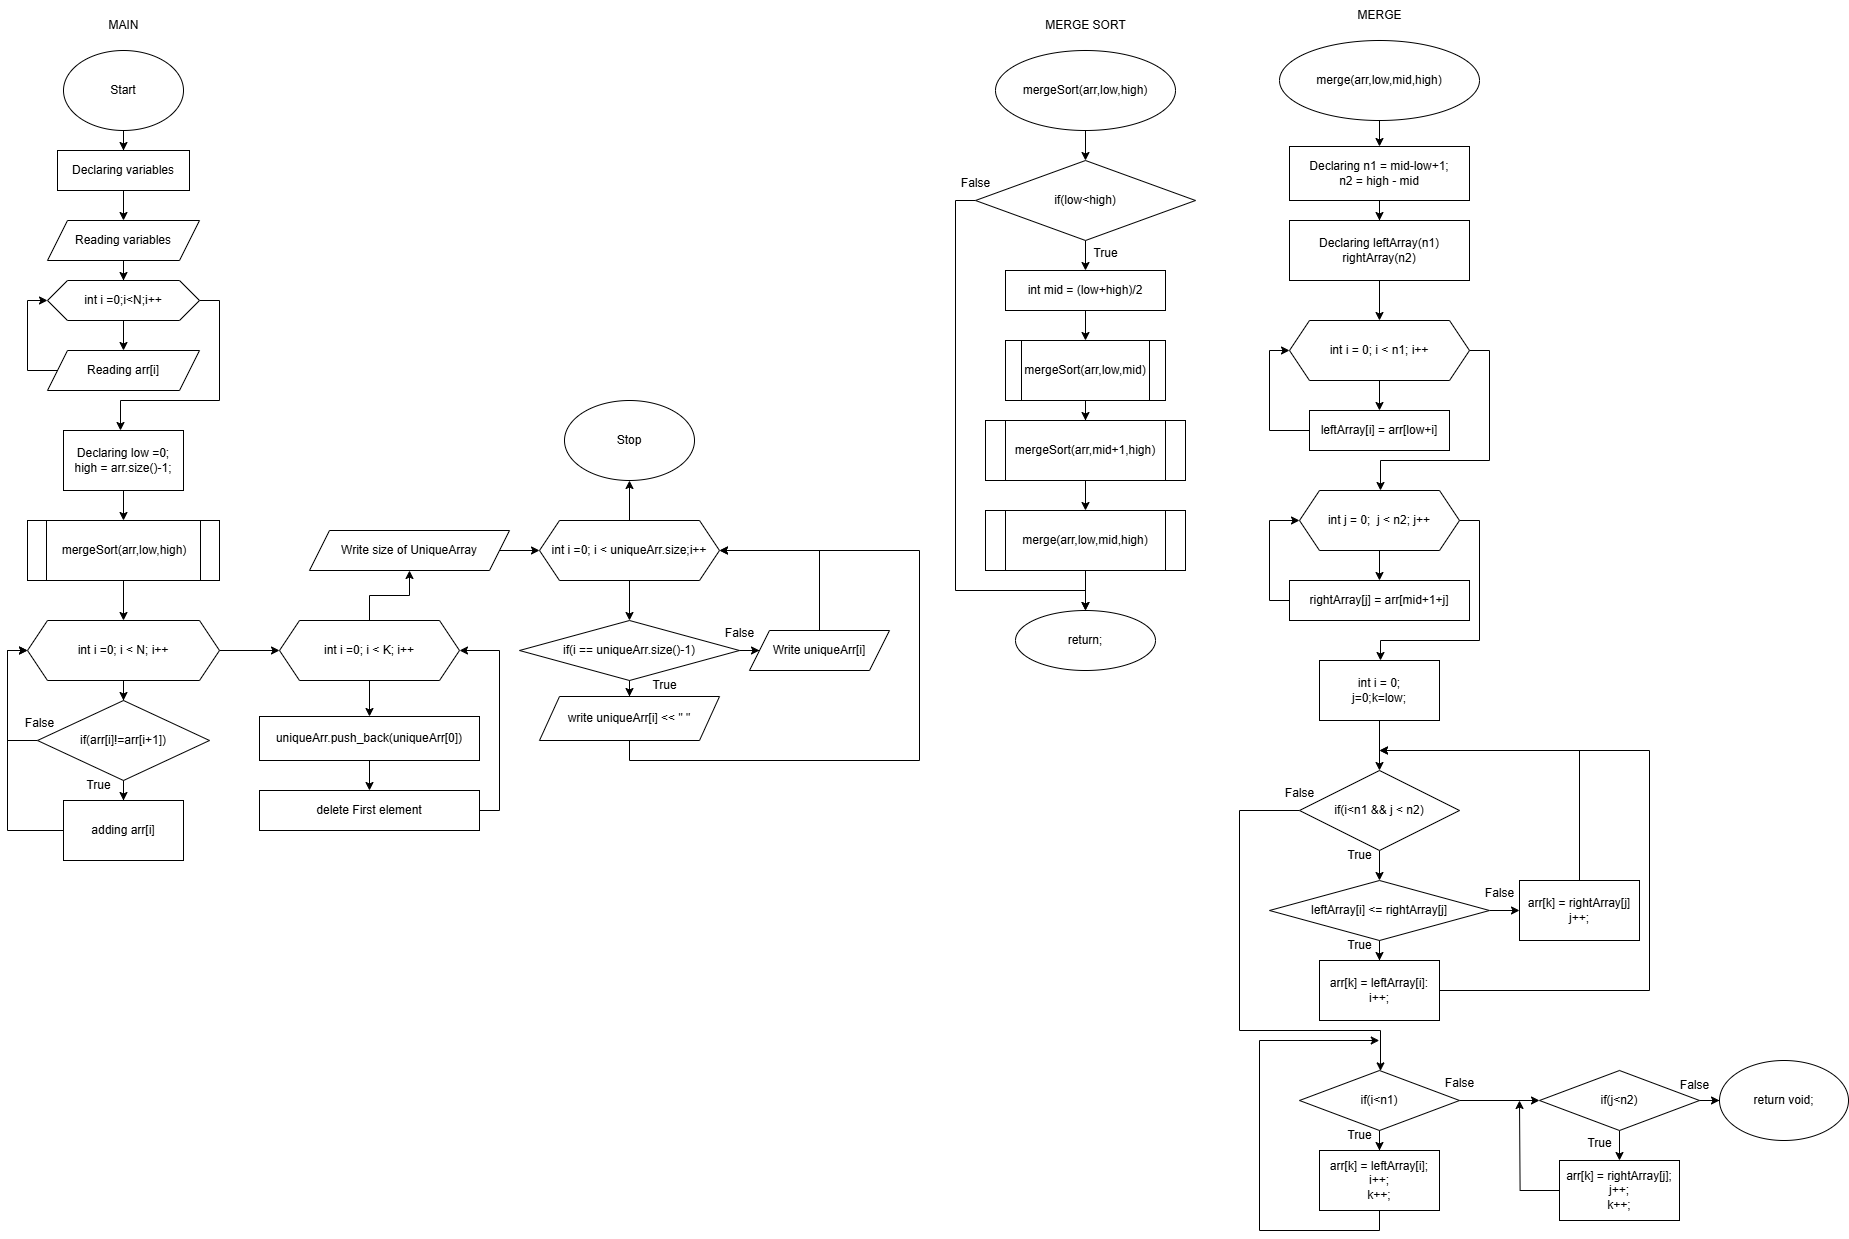 MAIN
Start
Declaring variables
Reading variables
int i =0;i<N;i++
Reading arr[i]
Declaring low =0;
high = arr.size()-1;
mergeSort(arr,low,high)
int i =0; i < N; i++
False
if(arr[i]!=arr[i+1])
True
adding arr[i]
int i =0; i < K; i++
uniqueArr.push_back(uniqueArr[0])
delete First element
Write size of UniqueArray
Stop
int i =0; i < uniqueArr.size;i++
if(i == uniqueArr.size()-1)
False
Write uniqueArr[i]
True
write uniqueArr[i] << " "
MERGE SORT
mergeSort(arr,low,high)
False
if(low<high)
True
int mid = (low+high)/2
mergeSort(arr,low,mid)
mergeSort(arr,mid+1,high)
merge(arr,low,mid,high)
return;
MERGE
merge(arr,low,mid,high)
Declaring n1 = mid-low+1;
n2 = high - mid
Declaring leftArray(n1)
rightArray(n2)
int i = 0; i < n1; i++
leftArray[i] = arr[low+i]
int j = 0;  j < n2; j++
rightArray[j] = arr[mid+1+j]
int i = 0;
j=0;k=low;
False
if(i<n1 && j < n2)
True
leftArray[i] <= rightArray[j]
False
arr[k] = rightArray[j]
j++;
True
arr[k] = leftArray[i]:
i++;
if(i<n1)
False
True
arr[k] = leftArray[i];
i++;
k++;
if(j<n2)
False
True
arr[k] = rightArray[j];
j++;
k++;
return void;